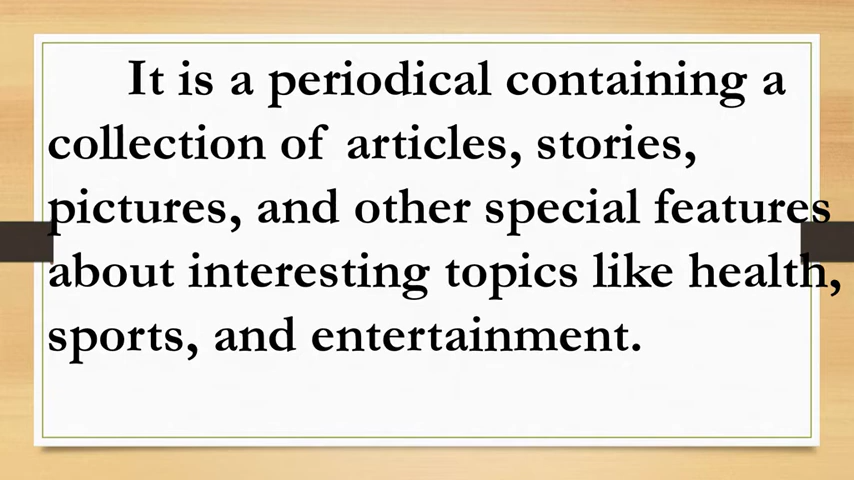 It is a periodical containing a
collection of articles, stories,
pictures, and other special features
about interesting topics like health,
sports, and entertainment.